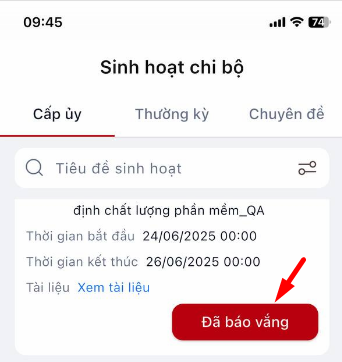 09:45
74
Sinh hoạt chi bộ
Cấp ủy
Thường kỳ
Chuyên đề
Tiêu đề sinh hoạt
định chất lượng phần mềm_QA
Thời gian bắt đầu 24/06/2025 00:00
Thời gian kết thúc 26/06/2025 00:00
Tài liệu Xem tài liệu
Đã báo vắng